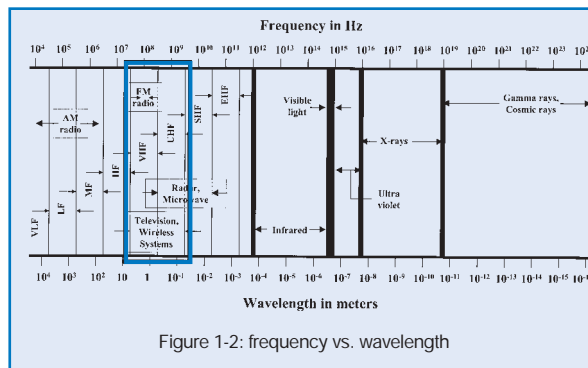 Frequency in Hz
10⁴ 10⁵ 10⁶ 10⁷ 10⁸ 10⁹ 10¹⁰ 10¹¹ 10¹² 10¹³ 10¹⁴ 10¹⁵ 10¹⁶ 10¹⁷ 10¹⁸ 10¹⁹ 10²⁰ 10²¹ 10²² 10²³
AM
radio
FM
radio
VLF
LF
MF
HF
VHF
UHF
SHF
EHF
Radar,
Microwave
Television,
Wireless
Systems
Infrared
Visible
light
Ultra
violet
X-rays
Gamma rays,
Cosmic rays
10⁴ 10³ 10² 10 1 10⁻¹ 10⁻² 10⁻³ 10⁻⁴ 10⁻⁵ 10⁻⁶ 10⁻⁷ 10⁻⁸ 10⁻⁹ 10⁻¹⁰ 10⁻¹¹ 10⁻¹² 10⁻¹³ 10⁻¹⁴
Wavelength in meters
Figure 1-2: frequency vs. wavelength